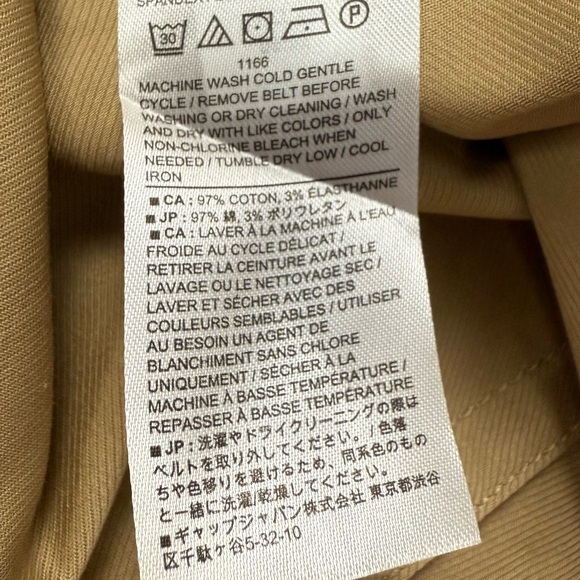 30 P
1166
MACHINE WASH COLD GENTLE
CYCLE / REMOVE BELT BEFORE
WASHING OR DRY CLEANING / WASH
AND DRY WITH LIKE COLORS / ONLY
NON-CHLORINE BLEACH WHEN
NEEDED / TUMBLE DRY LOW / COOL
IRON
■ CA : 97% COTTON, 3% ÉLASTHANNE
■ JP : 97% 綿, 3% ポリウレタン
■ CA : LAVER À LA MACHINE À L'EAU
FROIDE AU CYCLE DÉLICAT /
RETIRER LA CEINTURE AVANT LE
LAVAGE OU LE NETTOYAGE SEC /
LAVER ET SÉCHER AVEC DES
COULEURS SEMBLABLES / UTILISER
AU BESOIN UN AGENT DE
BLANCHIMENT SANS CHLORE
UNIQUEMENT / SÉCHER À LA
MACHINE À BASSE TEMPÉRATURE /
REPASSER À BASSE TEMPÉRATURE
■ JP : 洗濯やドライクリーニングの際は
ベルトを取り外してください。/ 色落
ちや色移りを避けるため、同系色のもの
と一緒に洗濯/乾燥してください。
■ ギャップジャパン株式会社 東京都渋谷
区千駄ヶ谷5-32-10